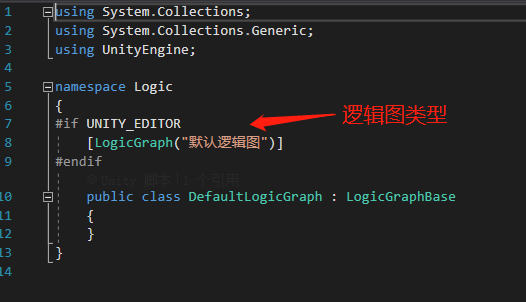 1 using System.Collections;
2 using System.Collections.Generic;
3 using UnityEngine;
4
5 namespace Logic
6 {
7 #if UNITY_EDITOR
逻辑图类型
8 [LogicGraph("默认逻辑图")]
9 #endif
Unity 脚本|1 个引用
10 public class DefaultLogicGraph : LogicGraphBase
11 {
12 }
13 }
14